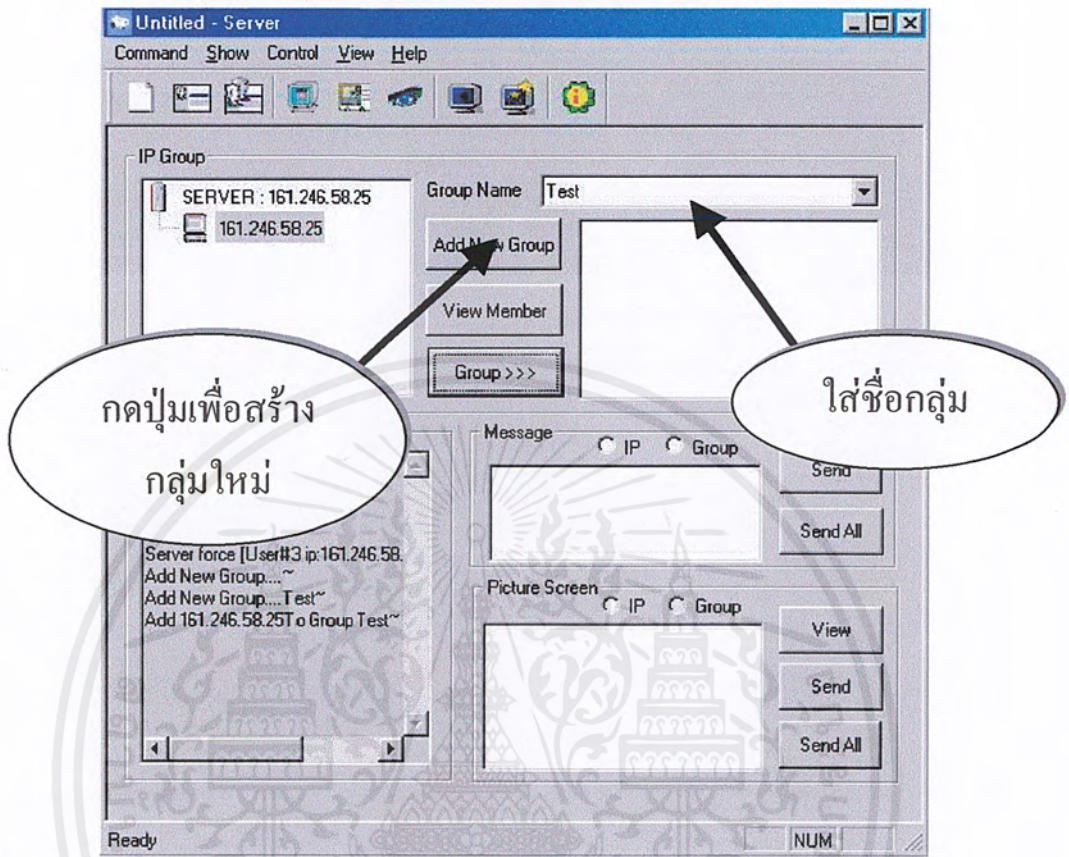 Untitled - Server
Command Show Control View Help
IP Group
SERVER : 161.246.58.25
161.246.58.25
Group Name Test
Add New Group
View Member
Group >>>
กดปุ่มเพื่อสร้าง
กลุ่มใหม่
ใส่ชื่อกลุ่ม
Server force [User#3 ip:161.246.58.
Add New Group....~
Add New Group....Test~
Add 161.246.58.25To Group Test~
Message
IP Group
Send
Send All
Picture Screen
IP Group
View
Send
Send All
Ready
NUM